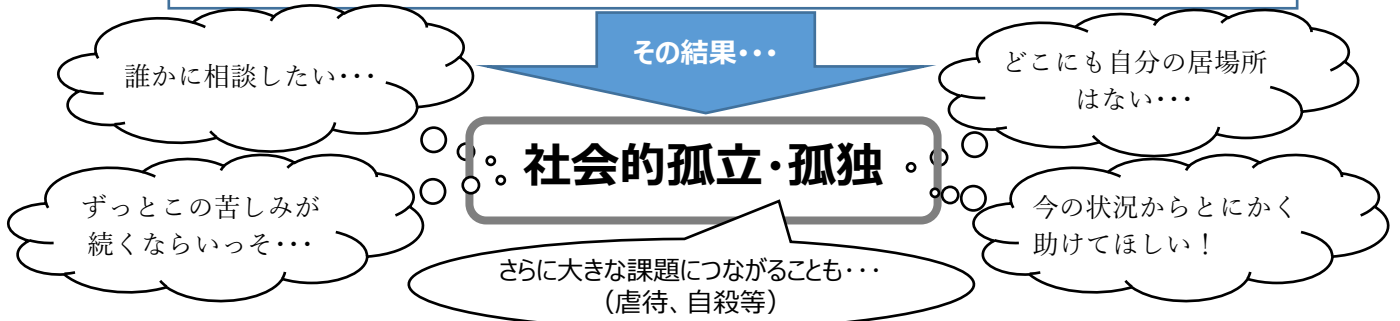 その結果・・・
誰かに相談したい・・・
どこにも自分の居場所
はない・・・
社会的孤立・孤独
ずっとこの苦しみが
続くならいっそ・・・
今の状況からとにかく
助けてほしい！
さらに大きな課題につながることも・・・
（虐待、自殺等）